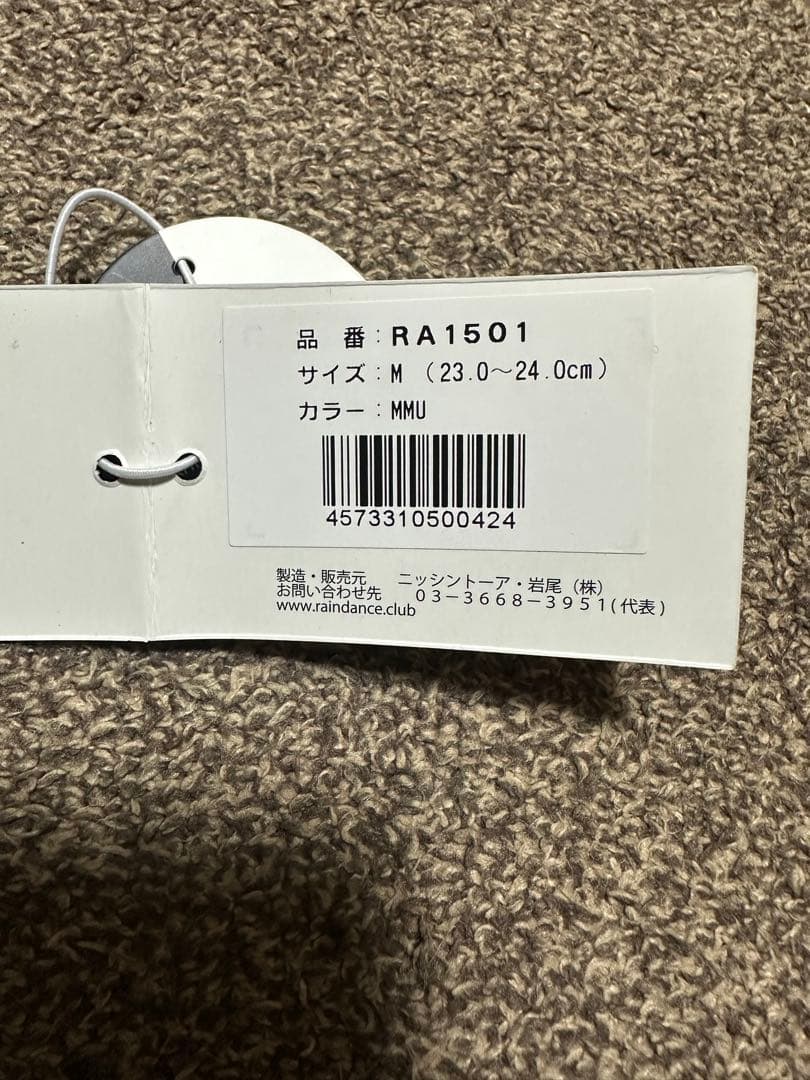 品 番：RA1501
サイズ：M （23.0～24.0cm）
カラー：MMU
4573310500424
製造・販売元 ニッシントーア・岩尾（株）
お問い合わせ先 ０３－３６６８－３９５１（代表）
www.raindance.club